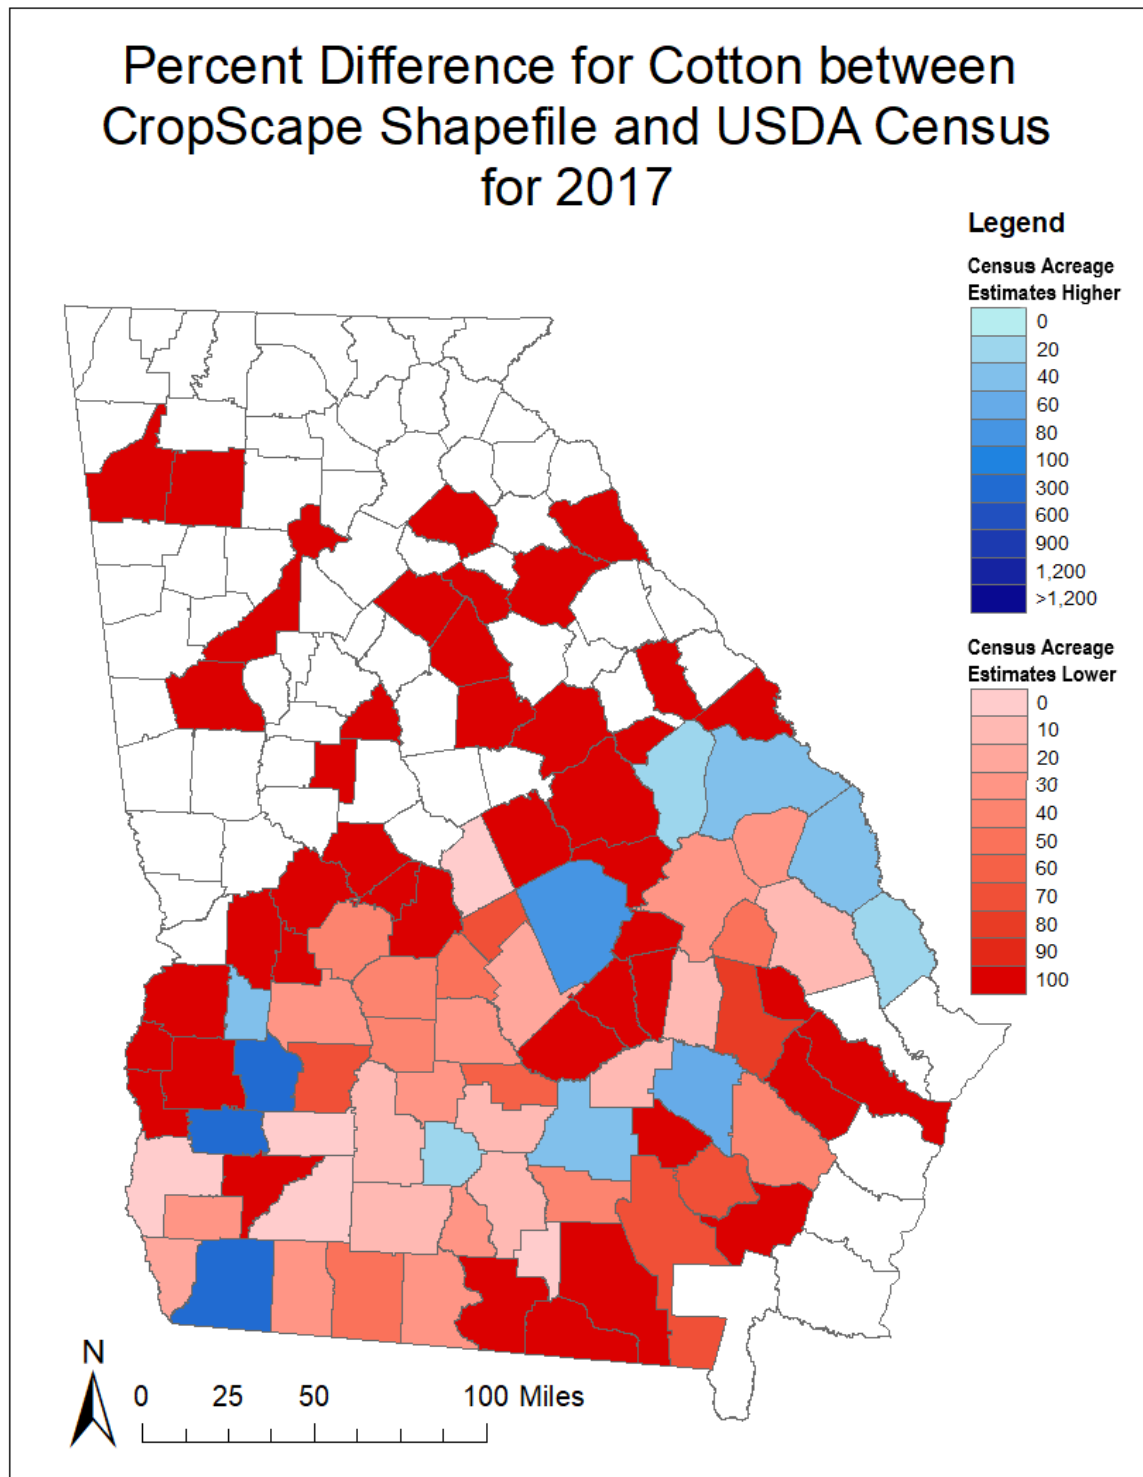 Percent Difference for Cotton between
CropScape Shapefile and USDA Census
for 2017
Legend
Census Acreage
Estimates Higher
0
20
40
60
80
100
300
600
900
1,200
>1,200
Census Acreage
Estimates Lower
0
10
20
30
40
50
60
70
80
90
100
N
0 25 50 100 Miles